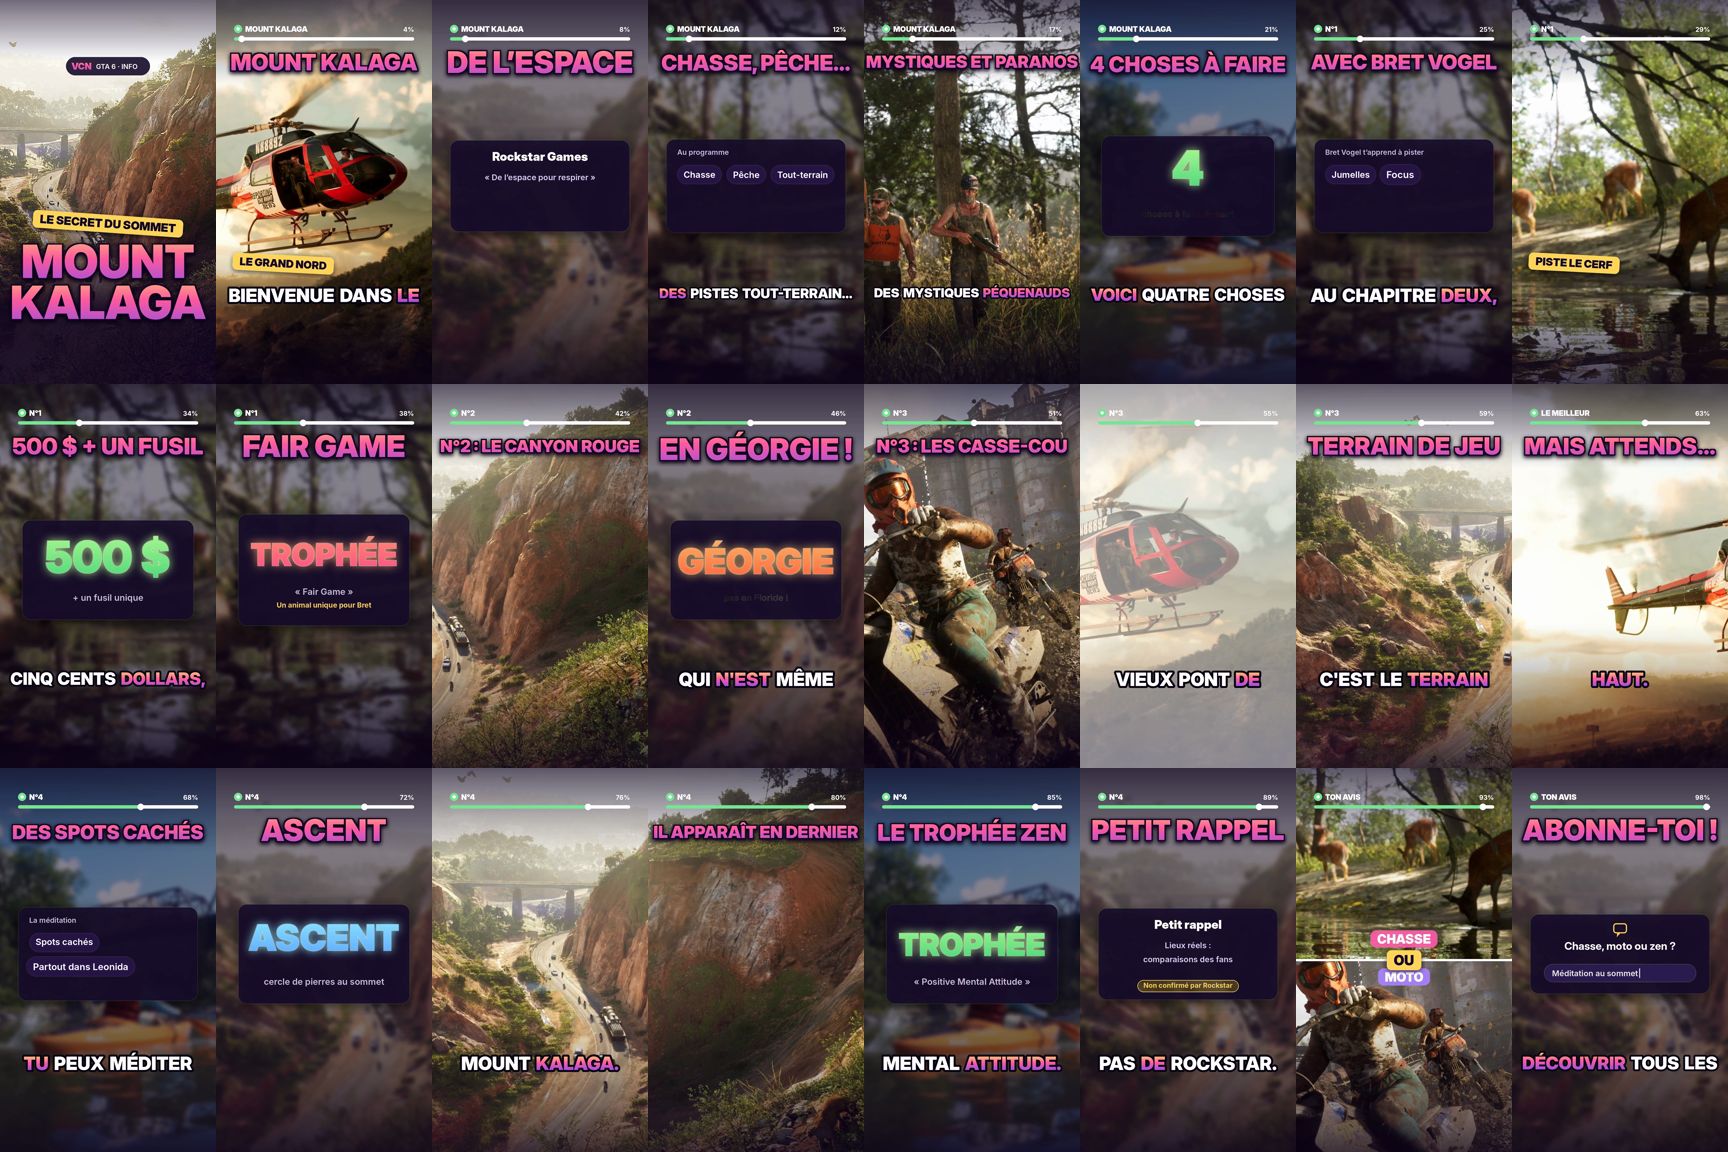 VCN GTA 6 · INFO
LE SECRET DU SOMMET
MOUNT
KALAGA
MOUNT KALAGA 4%
MOUNT KALAGA
N88892
LE GRAND NORD
BIENVENUE DANS LE
MOUNT KALAGA 8%
DE L'ESPACE
Rockstar Games
« De l'espace pour respirer »
MOUNT KALAGA 12%
CHASSE, PÊCHE...
Au programme
Chasse Pêche Tout-terrain
DES PISTES TOUT-TERRAIN...
MOUNT KALAGA 17%
MYSTIQUES ET PARANOS
DES MYSTIQUES PÉQUENAUDS
MOUNT KALAGA 21%
4 CHOSES À FAIRE
4
VOICI QUATRE CHOSES
N°1 25%
AVEC BRET VOGEL
Bret Vogel t'apprend à pister
Jumelles Focus
AU CHAPITRE DEUX,
N°1 29%
PISTE LE CERF
N°1 34%
500 $ + UN FUSIL
500 $
+ un fusil unique
CINQ CENTS DOLLARS,
N°1 38%
FAIR GAME
TROPHÉE
« Fair Game »
Un animal unique pour Bret
N°2 42%
N°2 : LE CANYON ROUGE
N°2 46%
EN GÉORGIE !
GÉORGIE
pas en Floride !
QUI N'EST MÊME
N°3 51%
N°3 : LES CASSE-COU
N°3 55%
VIEUX PONT DE
N°3 59%
TERRAIN DE JEU
C'EST LE TERRAIN
LE MEILLEUR 63%
MAIS ATTENDS...
HAUT.
N°4 68%
DES SPOTS CACHÉS
La méditation
Spots cachés
Partout dans Leonida
TU PEUX MÉDITER
N°4 72%
ASCENT
ASCENT
cercle de pierres au sommet
N°4 76%
MOUNT KALAGA.
N°4 80%
IL APPARAÎT EN DERNIER
N°4 85%
LE TROPHÉE ZEN
TROPHÉE
« Positive Mental Attitude »
MENTAL ATTITUDE.
N°4 89%
PETIT RAPPEL
Petit rappel
Lieux réels :
comparaisons des fans
Non confirmé par Rockstar
PAS DE ROCKSTAR.
TON AVIS 93%
CHASSE
OU
MOTO
TON AVIS 98%
ABONNE-TOI !
Chasse, moto ou zen ?
Méditation au sommet
DÉCOUVRIR TOUS LES